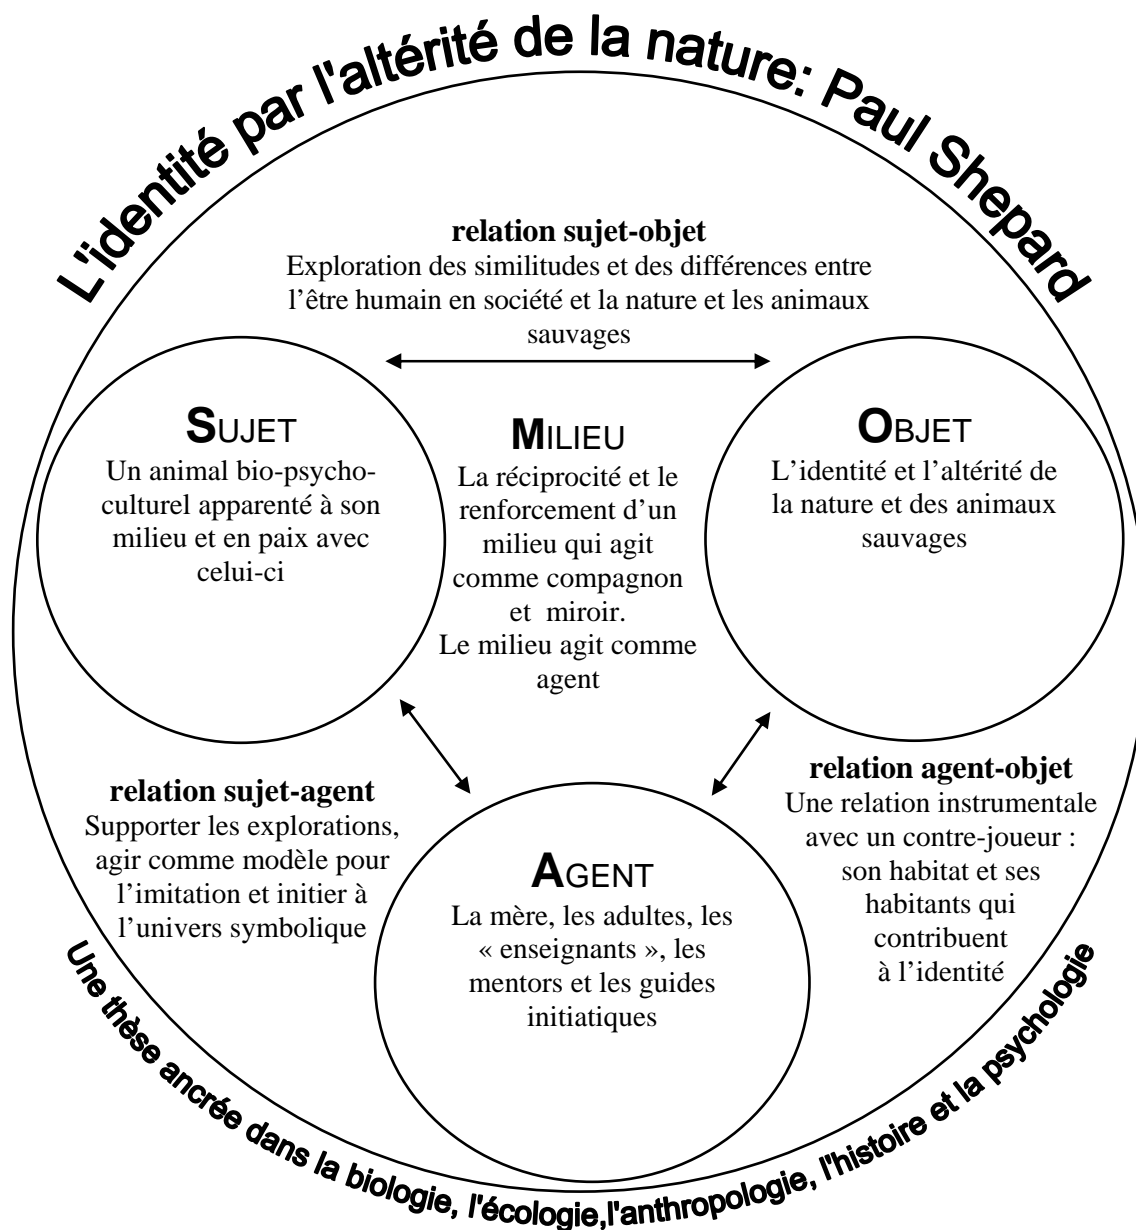 L'identité par l'altérité de la nature: Paul Shepard
relation sujet-objet
Exploration des similitudes et des différences entre
l’être humain en société et la nature et les animaux
sauvages
SUJET
Un animal bio-psycho-
culturel apparenté à son
milieu et en paix avec
celui-ci
MILIEU
La réciprocité et le
renforcement d’un
milieu qui agit
comme compagnon
et miroir.
Le milieu agit comme
agent
OBJET
L’identité et l’altérité de
la nature et des animaux
sauvages
relation sujet-agent
Supporter les explorations,
agir comme modèle pour
l’imitation et initier à
l’univers symbolique
AGENT
La mère, les adultes, les
« enseignants », les
mentors et les guides
initiatiques
relation agent-objet
Une relation instrumentale
avec un contre-joueur :
son habitat et ses
habitants qui
contribuent
à l’identité
Une thèse ancrée dans la biologie, l'écologie,l'anthropologie, l'histoire et la psychologie